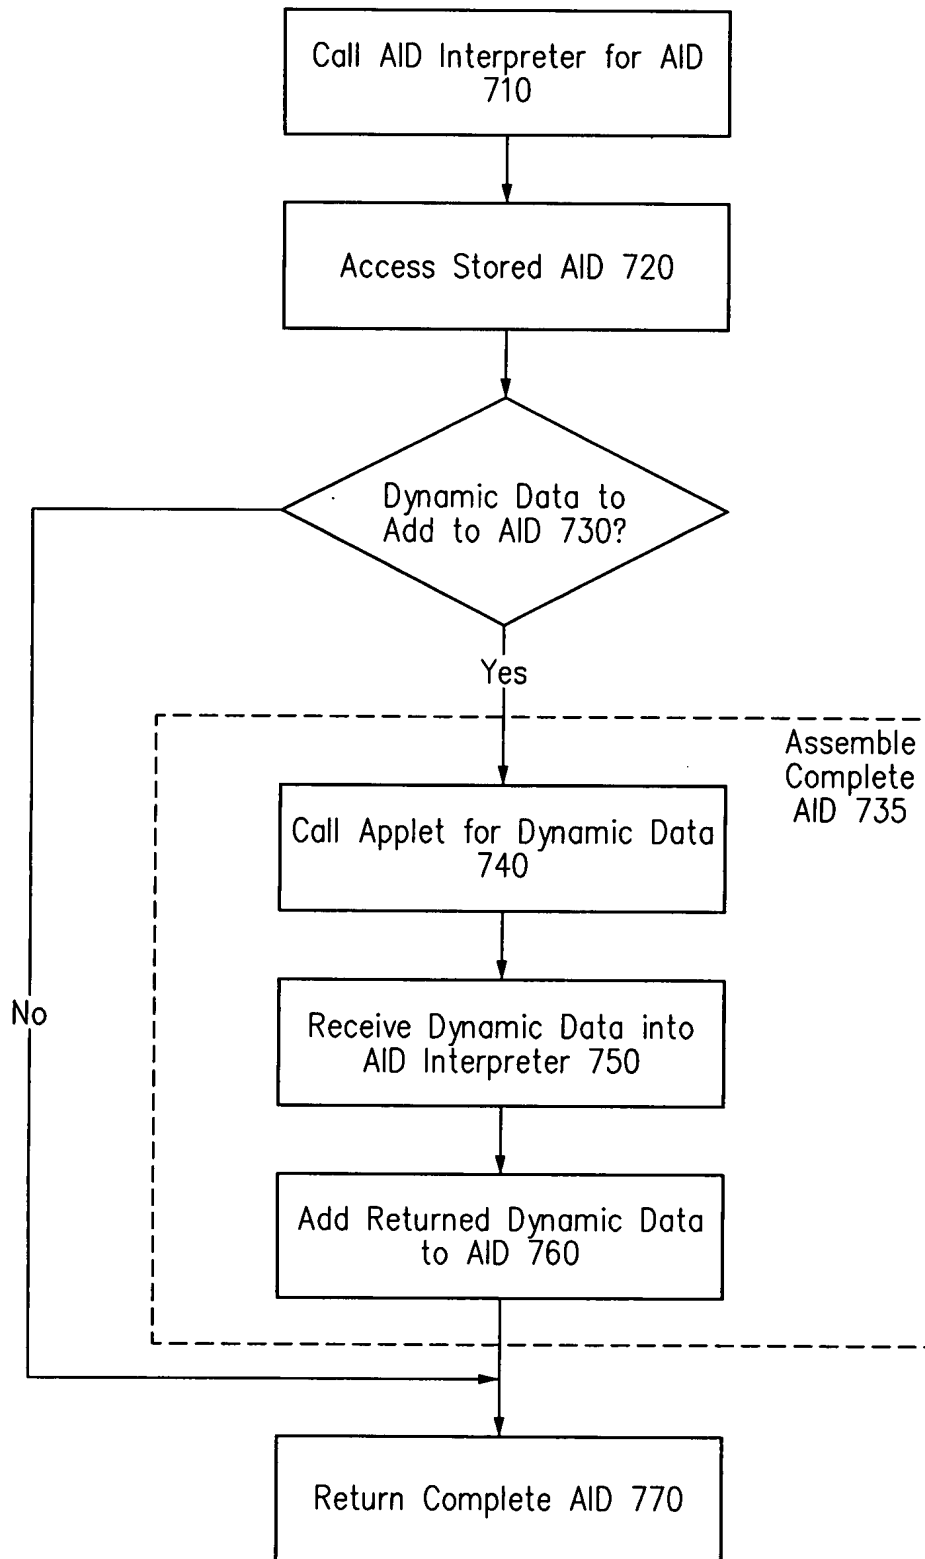 Call AID Interpreter for AID
710
Access Stored AID 720
Dynamic Data to
Add to AID 730?
Yes
Assemble
Complete
AID 735
Call Applet for Dynamic Data
740
No
Receive Dynamic Data into
AID Interpreter 750
Add Returned Dynamic Data
to AID 760
Return Complete AID 770